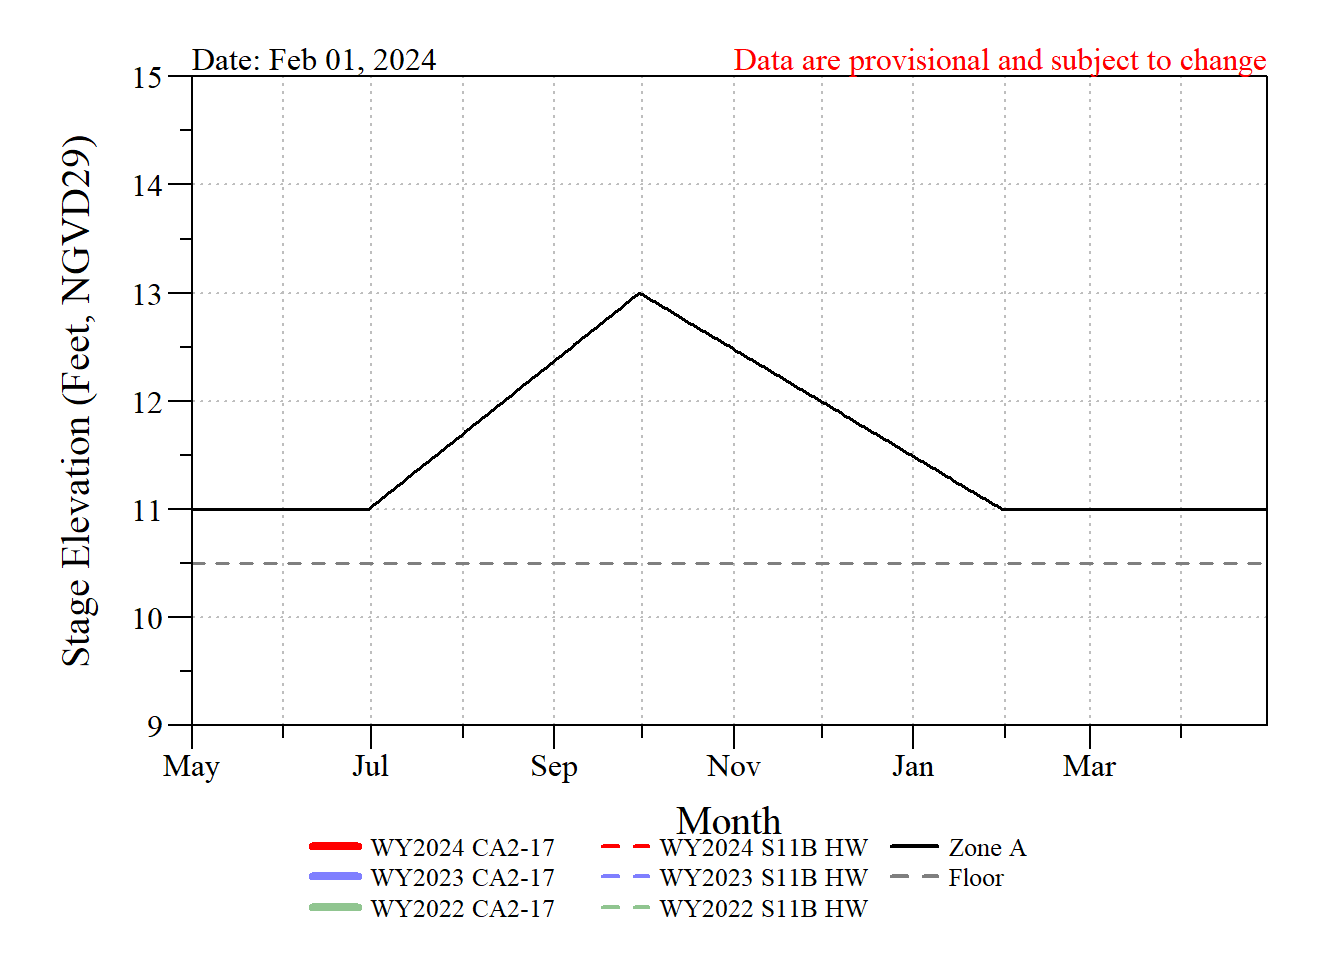 Date: Feb 01, 2024
Data are provisional and subject to change
Stage Elevation (Feet, NGVD29)
15
14
13
12
11
10
9
May Jul Sep Nov Jan Mar
Month
WY2024 CA2-17 WY2024 S11B HW Zone A
WY2023 CA2-17 WY2023 S11B HW Floor
WY2022 CA2-17 WY2022 S11B HW